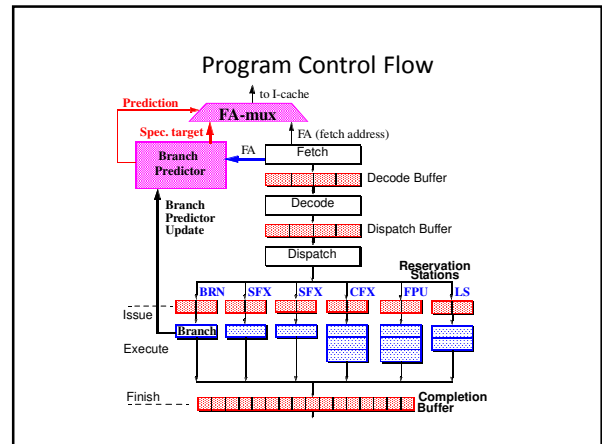 Program Control Flow
to I-cache
Prediction
FA-mux
Spec. target
FA (fetch address)
FA
Fetch
Branch
Predictor
Decode Buffer
Decode
Branch
Predictor
Update
Dispatch Buffer
Dispatch
Reservation
Stations
BRN SFX SFX CFX FPU LS
Issue
Branch
Execute
Finish
Completion
Buffer